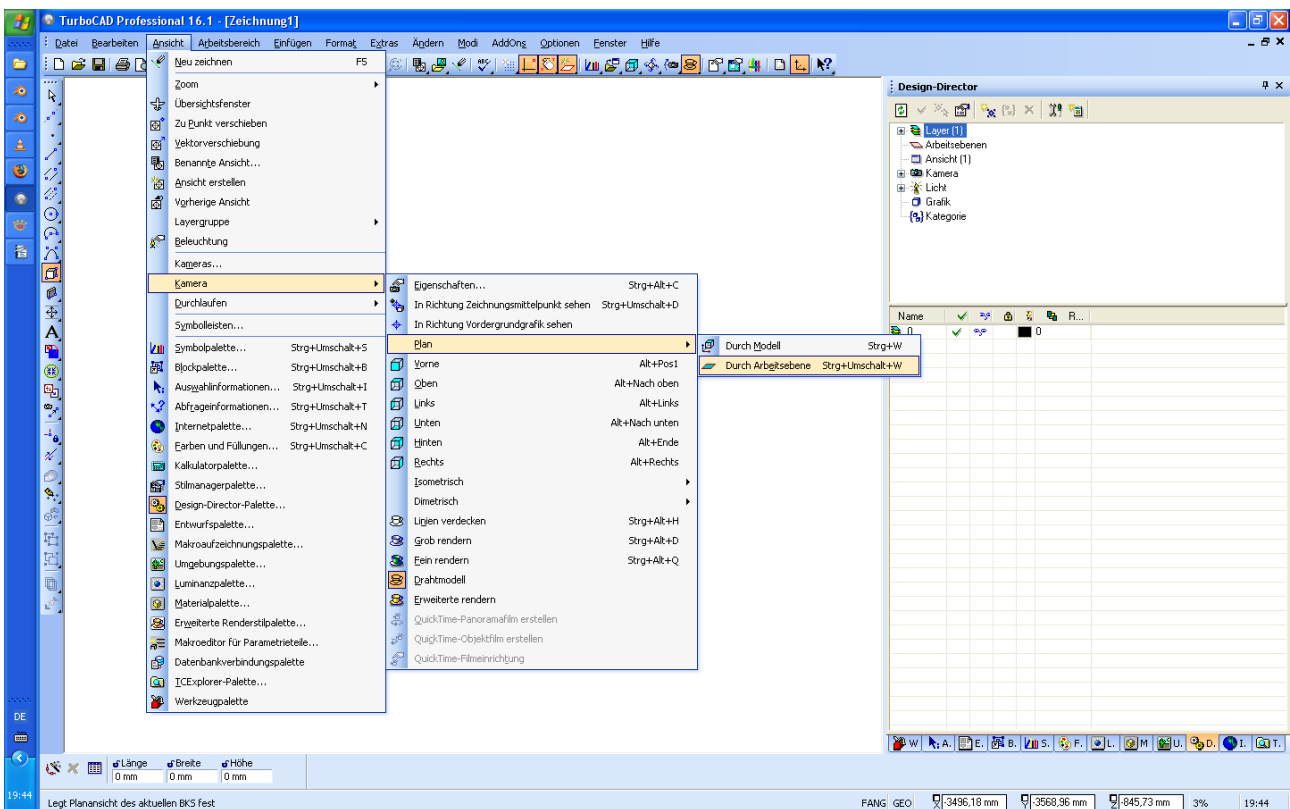 TurboCAD Professional 16.1 - [Zeichnung1]
Datei Bearbeiten Ansicht Arbeitsbereich Einfügen Format Extras Ändern Modi AddOns Optionen Fenster Hilfe
Neu zeichnen F5
Zoom
Übersichtsfenster
Zu Punkt verschieben
Vektorverschiebung
Benannte Ansicht...
Ansicht erstellen
Vorherige Ansicht
Layergruppe
Beleuchtung
Kameras...
Kamera
Durchlaufen
Symbolleisten...
Symbolpalette... Strg+Umschalt+S
Blockpalette... Strg+Umschalt+B
Auswahlinformationen... Strg+Umschalt+I
Abfrageinformationen... Strg+Umschalt+T
Internetpalette... Strg+Umschalt+N
Farben und Füllungen... Strg+Umschalt+C
Kalkulatorpalette...
Stilmanagerpalette...
Design-Director-Palette...
Entwurfspalette...
Makroaufzeichnungspalette...
Umgebungspalette...
Luminanzpalette...
Materialpalette...
Erweiterte Renderstilpalette...
Makroeditor für Parametrieteile...
Datenbankverbindungspalette
TCExplorer-Palette...
Werkzeugpalette
Eigenschaften... Strg+Alt+C
In Richtung Zeichnungsmittelpunkt sehen Strg+Umschalt+D
In Richtung Vordergrundgrafik sehen
Plan
Vorne Alt+Pos1
Oben Alt+Nach oben
Links Alt+Links
Unten Alt+Nach unten
Hinten Alt+Ende
Rechts Alt+Rechts
Isometrisch
Dimetrisch
Linien verdecken Strg+Alt+H
Grob rendern Strg+Alt+D
Fein rendern Strg+Alt+Q
Drahtmodell
Erweiterte rendern
QuickTime-Panoramafilm erstellen
QuickTime-Objektfilm erstellen
QuickTime-Filmeinrichtung
Durch Modell Strg+W
Durch Arbeitsebene Strg+Umschalt+W
Design-Director
Layer (1)
Arbeitsebenen
Ansicht (1)
Kamera
Licht
Grafik
Kategorie
Name R...
0 0
W A. E. B. S. F. L. M U. D. I. T.
DE
19:44
Länge Breite Höhe
0 mm 0 mm 0 mm
Legt Planansicht des aktuellen BKS fest
FANG GEO -3496,18 mm -3568,96 mm -845,73 mm 3% 19:44